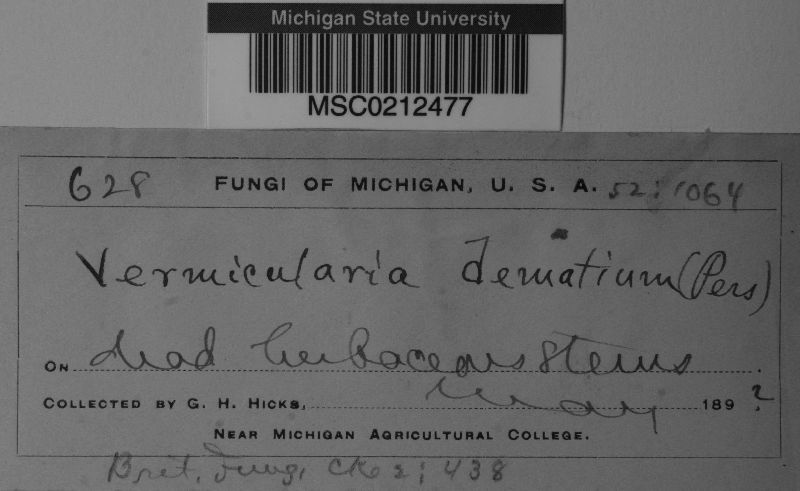 Michigan State University
MSC0212477
628 FUNGI OF MICHIGAN, U. S. A. 52: 1064
Vermicularia dematium (Pers)
ON dead herbaceous stems.
COLLECTED BY G. H. HICKS, May 189?
NEAR MICHIGAN AGRICULTURAL COLLEGE.
Brit. Fung, Cke 2; 438